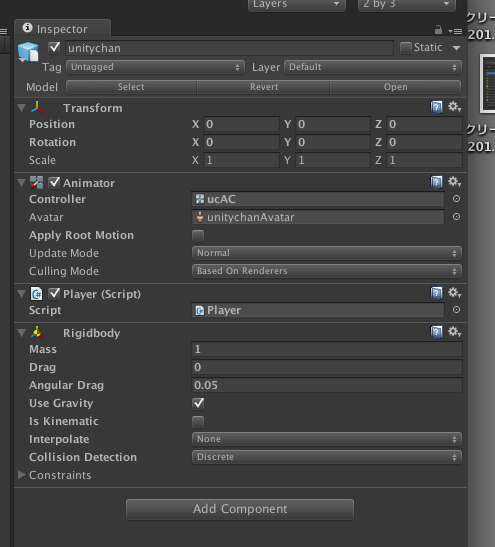 Layers 2 by 3
クリー
201.
Inspector
unitychan Static
Tag Untagged Layer Default
Model Select Revert Open
Transform
Position X 0 Y 0 Z 0
Rotation X 0 Y 0 Z 0
Scale X 1 Y 1 Z 1
クリー
201.
Animator
Controller ucAC
Avatar unitychanAvatar
Apply Root Motion
Update Mode Normal
Culling Mode Based On Renderers
Player (Script)
Script Player
Rigidbody
Mass 1
Drag 0
Angular Drag 0.05
Use Gravity
Is Kinematic
Interpolate None
Collision Detection Discrete
Constraints
Add Component